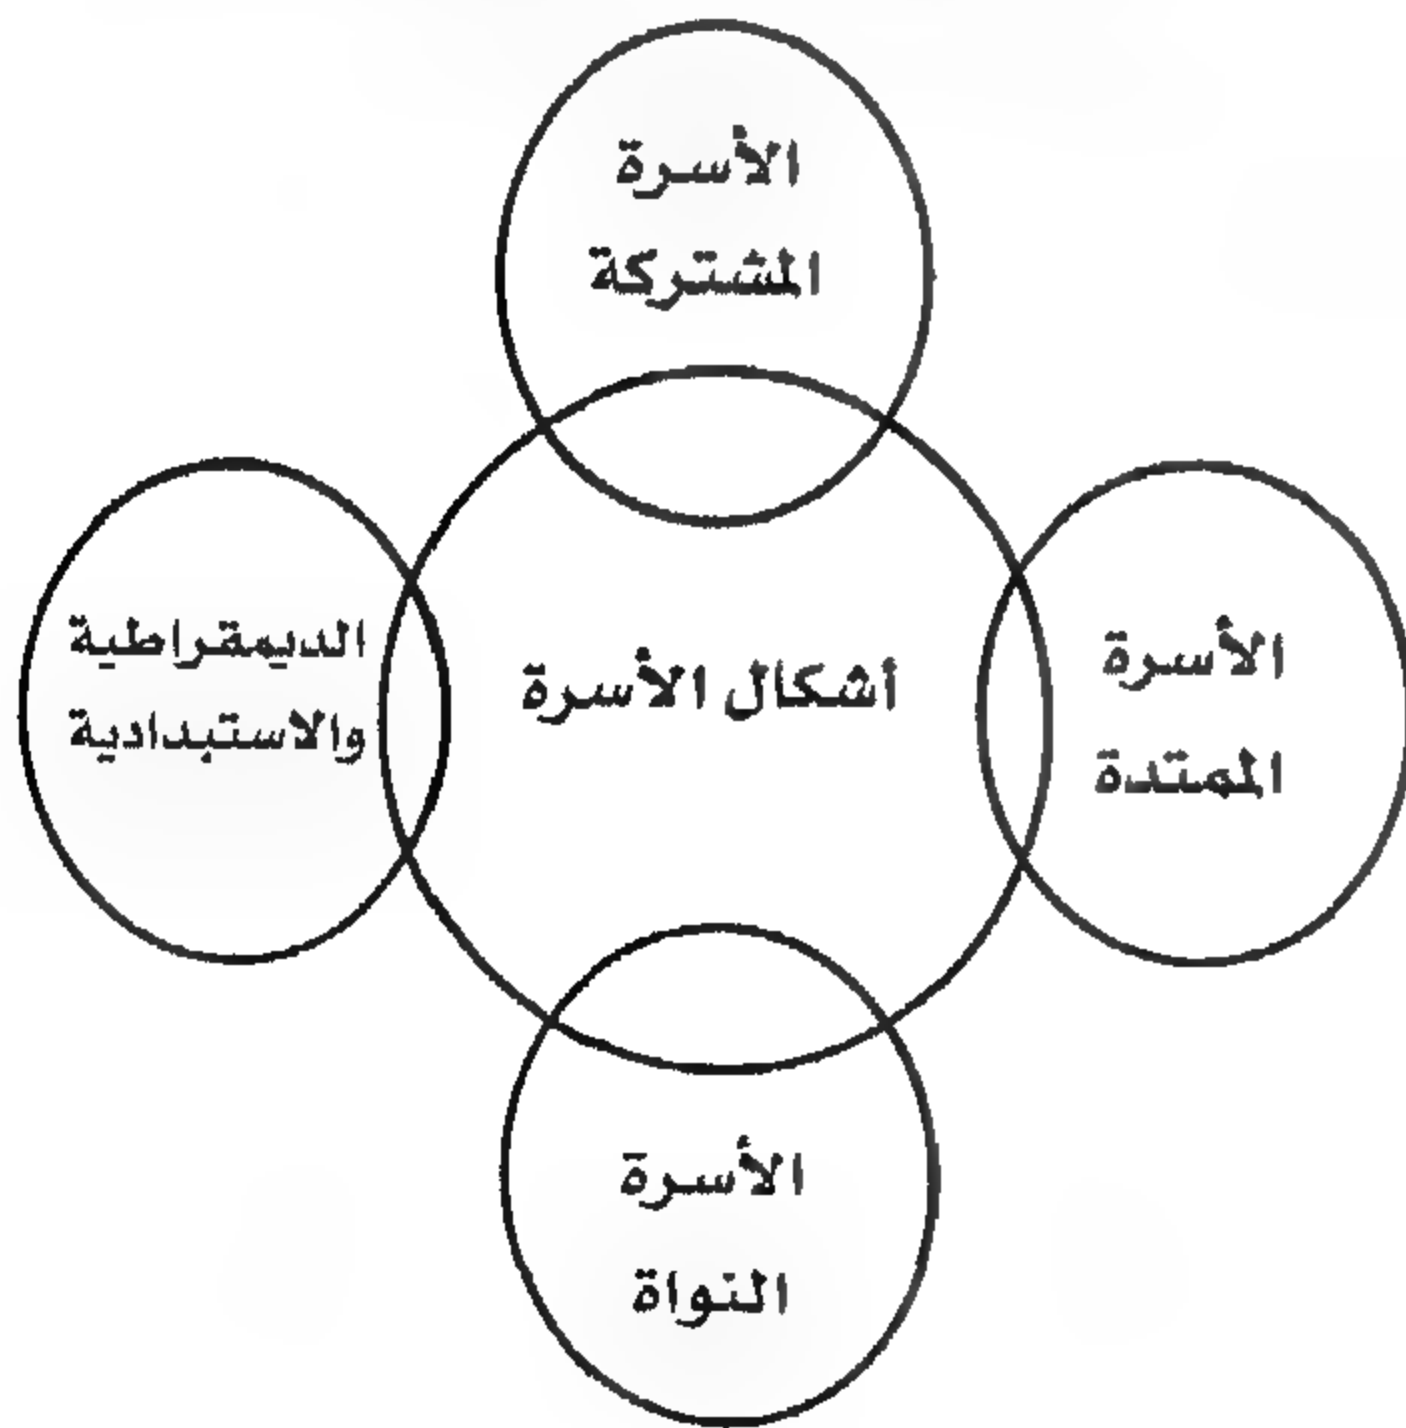 الأسرة
المشتركة
الديمقراطية
والاستبدادية
أشكال الأسرة
الأسرة
الممتدة
الأسرة
النواة